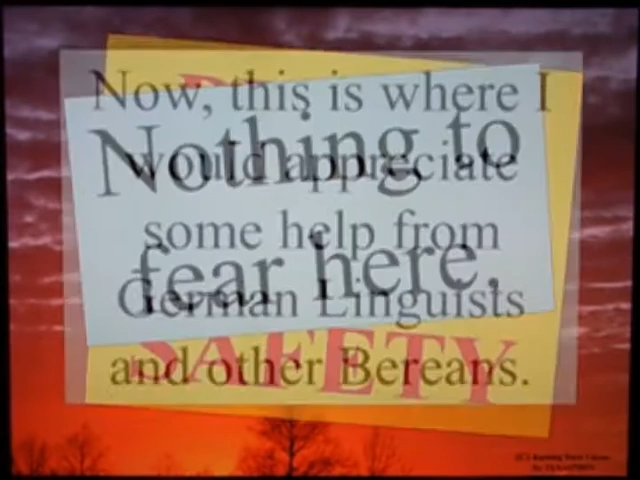 Now, this is where I
would appreciate
some help from
German Linguists
and other Bereans.
Nothing to
fear here.
SAFETY